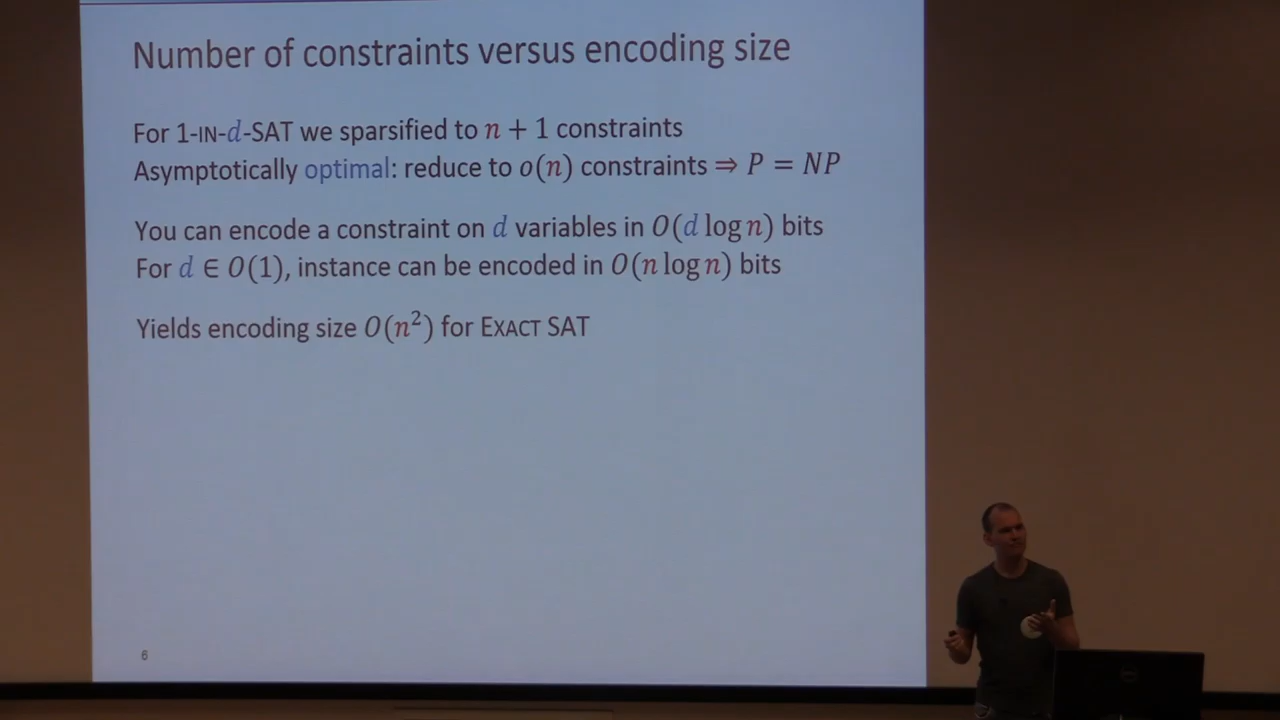 Number of constraints versus encoding size
For 1-IN-d-SAT we sparsified to n + 1 constraints
Asymptotically optimal: reduce to o(n) constraints ⇒ P = NP
You can encode a constraint on d variables in O(d log n) bits
For d ∈ O(1), instance can be encoded in O(n log n) bits
Yields encoding size O(n²) for EXACT SAT
6